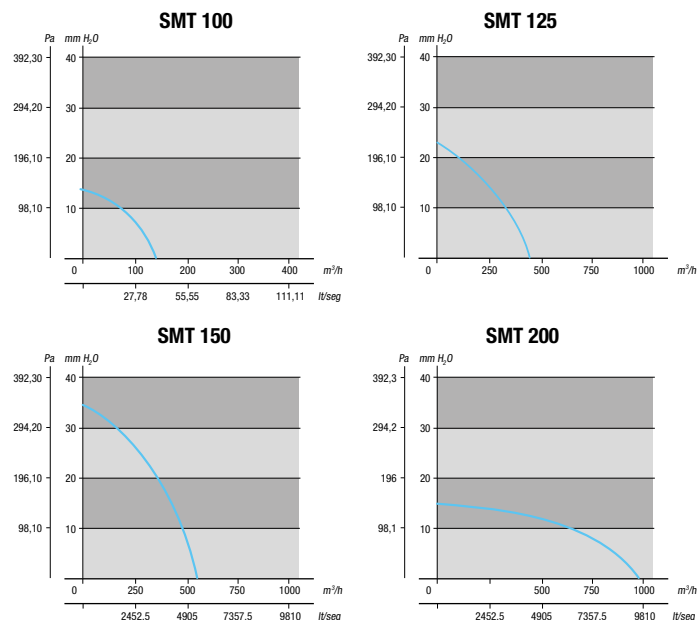 SMT 100
SMT 125
Pa mm H₂O
Pa mm H₂O
392,30 40
392,30 40
294,20 30
294,20 30
196,10 20
196,10 20
98,10 10
98,10 10
0 100 200 300 400 m³/h
0 250 500 750 1000 m³/h
27,78 55,55 83,33 111,11 lt/seg
SMT 150
SMT 200
Pa mm H₂O
Pa mm H₂O
392,30 40
392,3 40
294,20 30
294,2 30
196,10 20
196 20
98,10 10
98,1 10
0 250 500 750 1000 m³/h
0 250 500 750 1000 m³/h
2452.5 4905 7357.5 9810 lt/seg
2452.5 4905 7357.5 9810 lt/seg